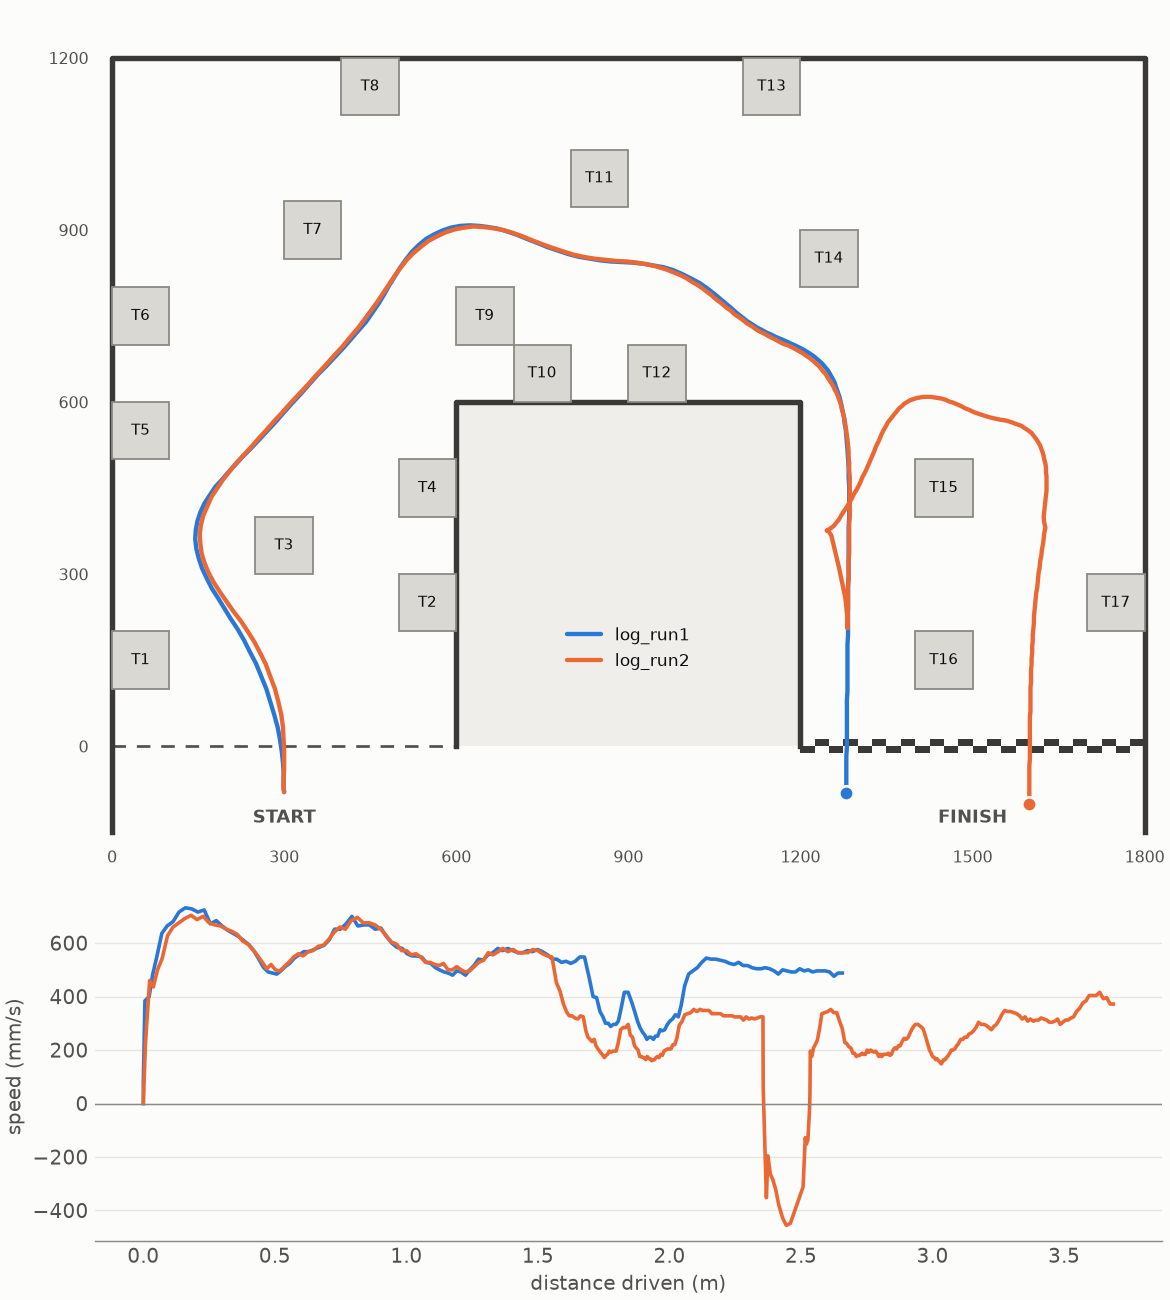 1200
T8
T13
T11
T7
900
T14
T6
T9
T10
T12
600
T5
T4
T15
T3
300
T2
T17
log_run1
T1
log_run2
T16
0
START
FINISH
0
300
600
900
1200
1500
1800
speed (mm/s)
600
400
200
0
−200
−400
0.0
0.5
1.0
1.5
2.0
2.5
3.0
3.5
distance driven (m)